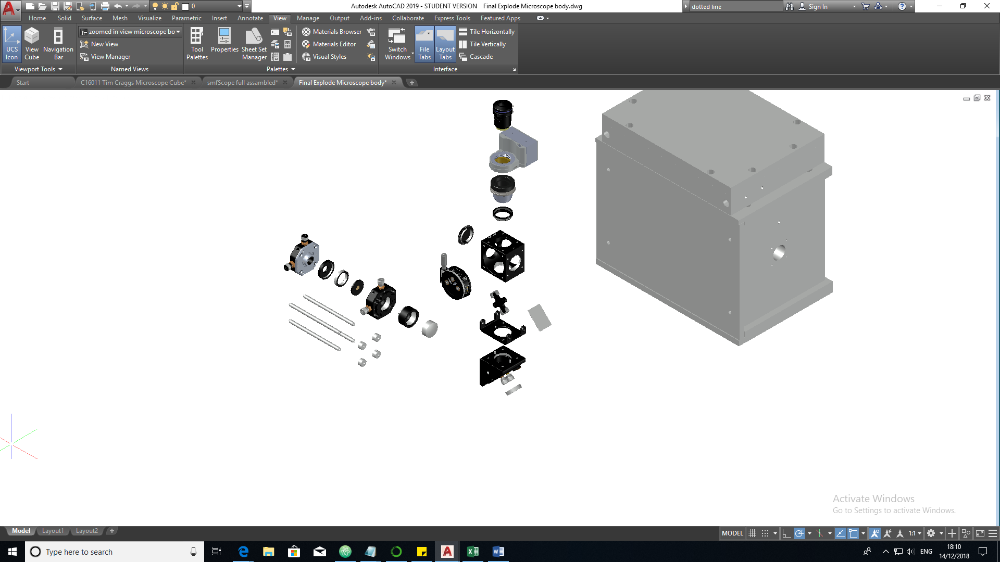 0
Autodesk AutoCAD 2019 - STUDENT VERSION Final Explode Microscope body.dwg
dotted line
Sign In
Home Solid Surface Mesh Visualize Parametric Insert Annotate View Manage Output Add-ins Collaborate Express Tools Featured Apps
UCS Icon
View Cube
Navigation Bar
Viewport Tools
zoomed in view microscope bo
New View
View Manager
Named Views
Tool Palettes
Properties
Sheet Set Manager
Palettes
Materials Browser
Materials Editor
Visual Styles
Switch Windows
File Tabs
Layout Tabs
Tile Horizontally
Tile Vertically
Cascade
Interface
Start
C16011 Tim Craggs Microscope Cube*
smfScope full assembled*
Final Explode Microscope body*
Activate Windows
Go to Settings to activate Windows.
Model Layout1 Layout2
MODEL
1:1
Type here to search
ENG
18:10
14/12/2018